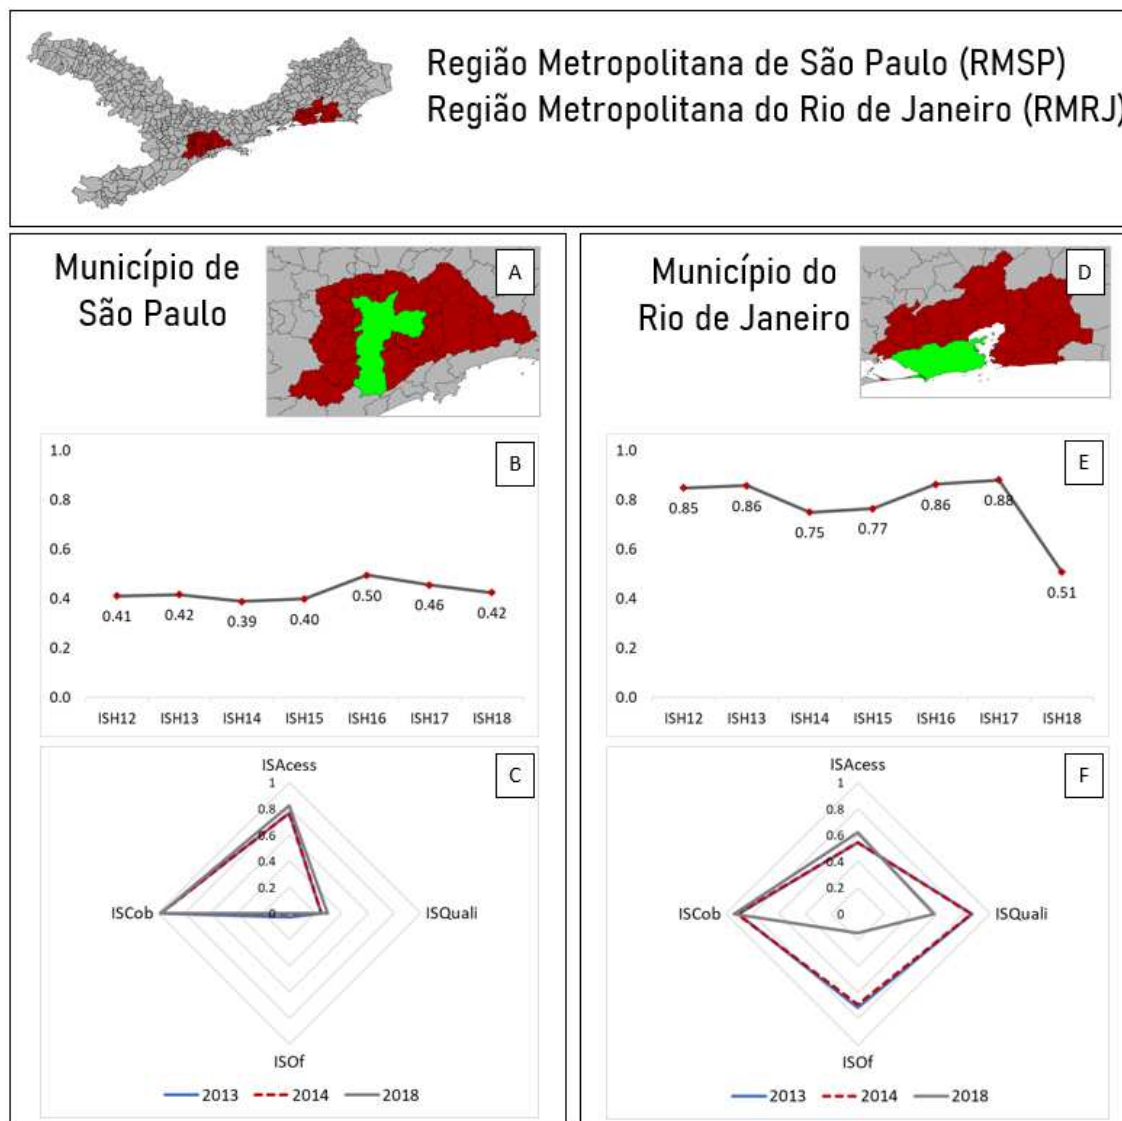 Região Metropolitana de São Paulo (RMSP)
Região Metropolitana do Rio de Janeiro (RMRJ)
Município de
São Paulo
A
B
1.0
0.8
0.6
0.4
0.2
0.0
0.41
0.42
0.39
0.40
0.50
0.46
0.42
ISH12 ISH13 ISH14 ISH15 ISH16 ISH17 ISH18
C
ISAcess
1
0.8
0.6
0.4
0.2
0
ISCob
ISQuali
ISOf
2013 2014 2018
Município do
Rio de Janeiro
D
E
1.0
0.8
0.6
0.4
0.2
0.0
0.85
0.86
0.75
0.77
0.86
0.88
0.51
ISH12 ISH13 ISH14 ISH15 ISH16 ISH17 ISH18
F
ISAcess
1
0.8
0.6
0.4
0.2
0
ISCob
ISQuali
ISOf
2013 2014 2018